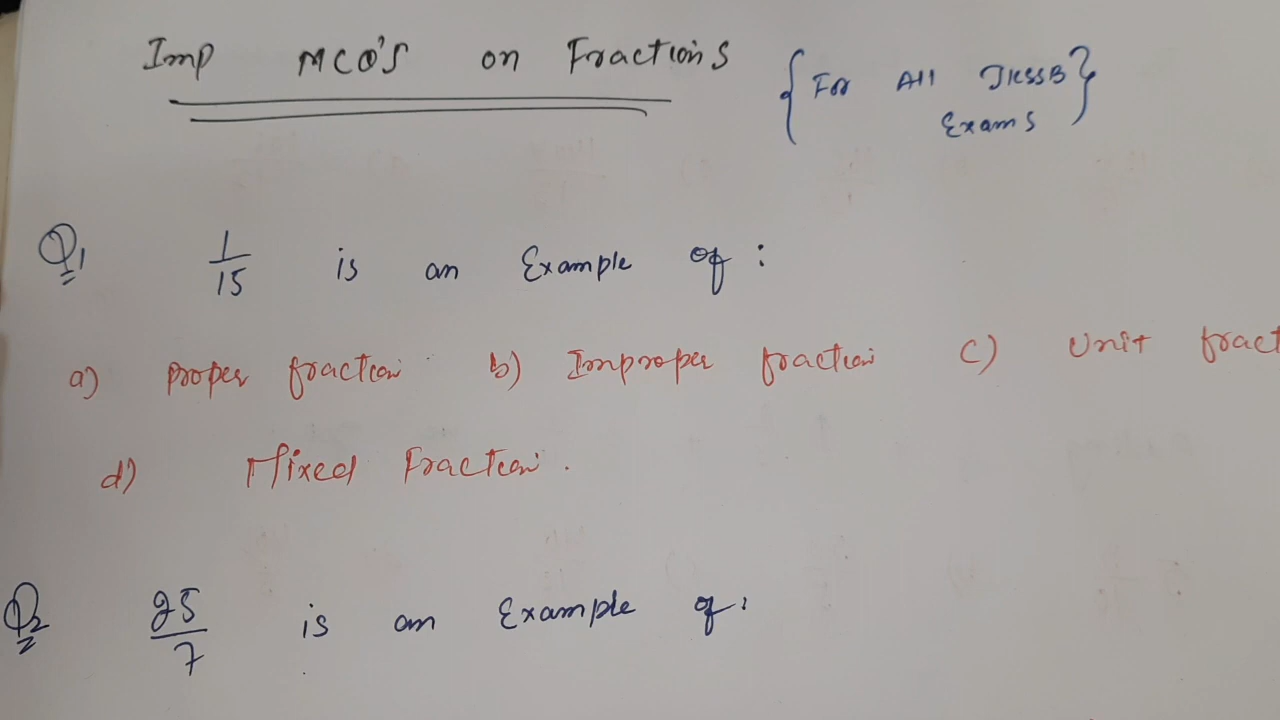 Imp MCQ'S on Fractions
{For All JKSSB Exams}
Q1 1/15 is an Example of :
a) proper fraction b) Improper fraction c) Unit fract
d) Mixed Fraction.
Q2 25/7 is an Example of :